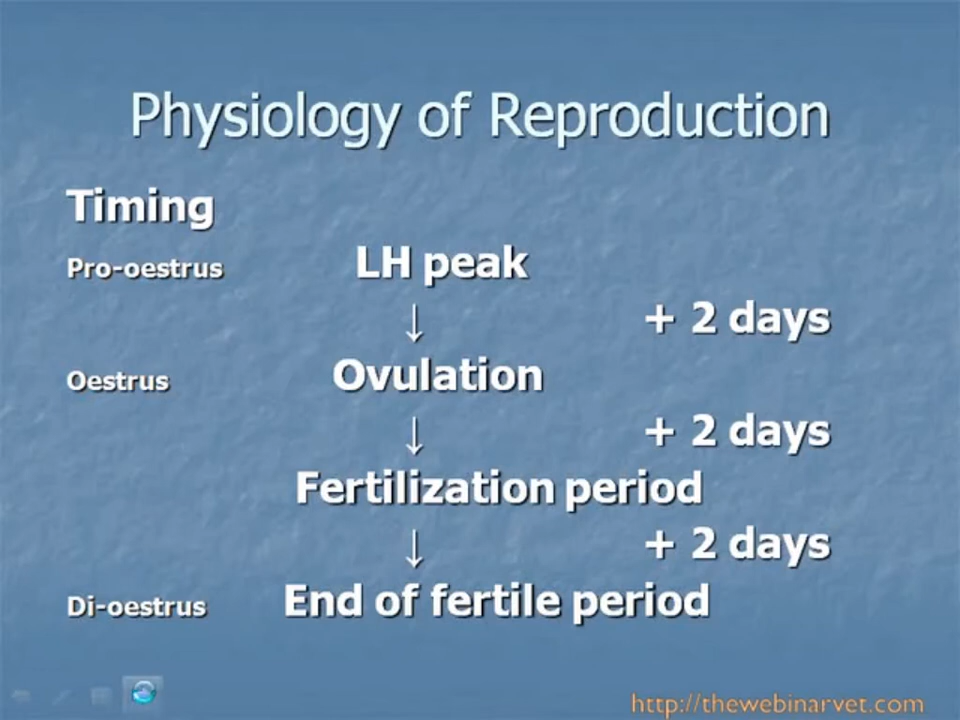 Physiology of Reproduction
Timing
Pro-oestrus LH peak
↓ + 2 days
Oestrus Ovulation
↓ + 2 days
Fertilization period
↓ + 2 days
Di-oestrus End of fertile period
http://thewebinarvet.com